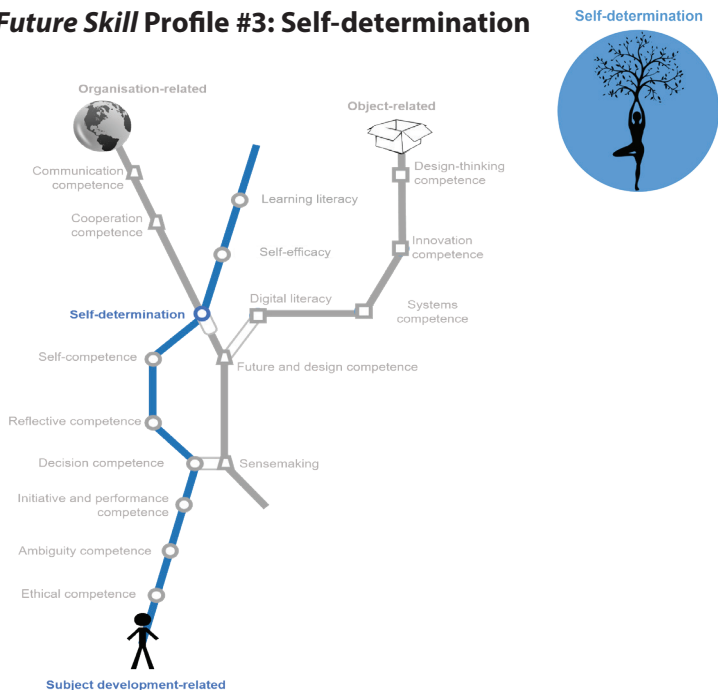 Future Skill Profile #3: Self-determination
Self-determination
Organisation-related
Object-related
Communication
competence
Design-thinking
competence
Learning literacy
Cooperation
competence
Self-efficacy
Innovation
competence
Digital literacy
Systems
competence
Self-determination
Self-competence
Future and design competence
Reflective competence
Decision competence
Sensemaking
Initiative and performance
competence
Ambiguity competence
Ethical competence
Subject development-related